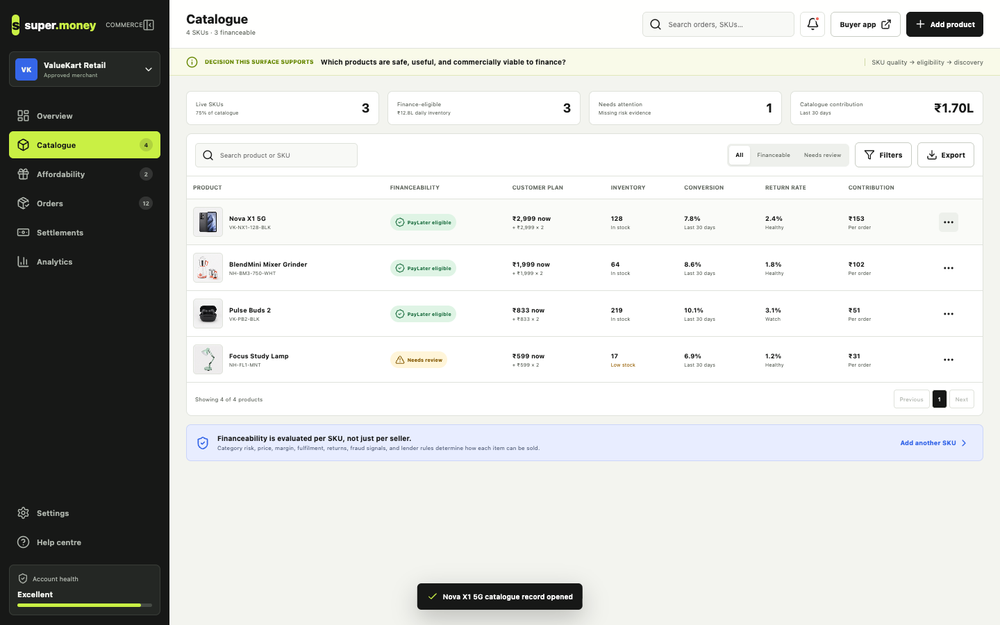 super.money COMMERCE
VK
ValueKart Retail
Approved merchant
Overview
Catalogue 4
Affordability 2
Orders 12
Settlements
Analytics
Settings
Help centre
Account health
Excellent
Catalogue
4 SKUs · 3 financeable
Search orders, SKUs...
Buyer app
Add product
DECISION THIS SURFACE SUPPORTS Which products are safe, useful, and commercially viable to finance?
SKU quality → eligibility → discovery
Live SKUs
75% of catalogue
3
Finance-eligible
₹12.8L daily inventory
3
Needs attention
Missing risk evidence
1
Catalogue contribution
Last 30 days
₹1.70L
Search product or SKU
All Financeable Needs review
Filters
Export
PRODUCT FINANCEABILITY CUSTOMER PLAN INVENTORY CONVERSION RETURN RATE CONTRIBUTION
Nova X1 5G
VK-NX1-128-BLK
PayLater eligible
₹2,999 now
+ ₹2,999 × 2
128
In stock
7.8%
Last 30 days
2.4%
Healthy
₹153
Per order
BlendMini Mixer Grinder
NH-BM3-750-WHT
PayLater eligible
₹1,999 now
+ ₹1,999 × 2
64
In stock
8.6%
Last 30 days
1.8%
Healthy
₹102
Per order
Pulse Buds 2
VK-PB2-BLK
PayLater eligible
₹833 now
+ ₹833 × 2
219
In stock
10.1%
Last 30 days
3.1%
Watch
₹51
Per order
Focus Study Lamp
NH-FL1-MNT
Needs review
₹599 now
+ ₹599 × 2
17
Low stock
6.9%
Last 30 days
1.2%
Healthy
₹31
Per order
Showing 4 of 4 products
Previous 1 Next
Financeability is evaluated per SKU, not just per seller.
Category risk, price, margin, fulfilment, returns, fraud signals, and lender rules determine how each item can be sold.
Add another SKU
Nova X1 5G catalogue record opened